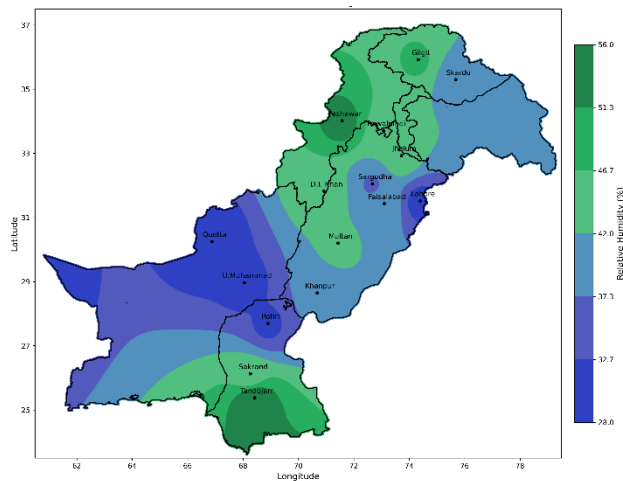 37
35
33
31
29
27
25
Latitude
62
64
66
68
70
72
74
76
78
Longitude
Gilgit
Skardu
Peshawar
Rawalpindi
Jhelum
Sargodha
D.I. Khan
Faisalabad
Lahore
Multan
Quetta
U.Muhammad
Khanpur
Rohri
Sakrand
Tandojam
56.0
51.3
46.7
42.0
37.3
32.7
28.0
Relative Humidity (%)